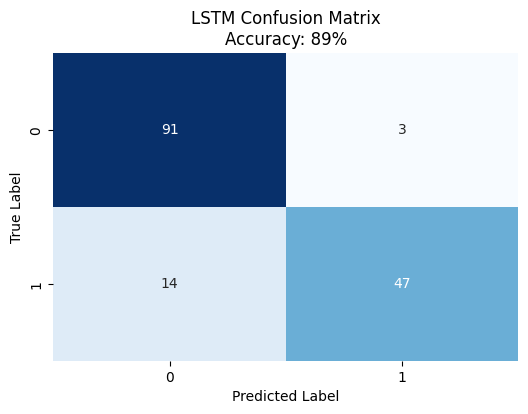 LSTM Confusion Matrix
Accuracy: 89%
0
91
3
True Label
1
14
47
0
1
Predicted Label